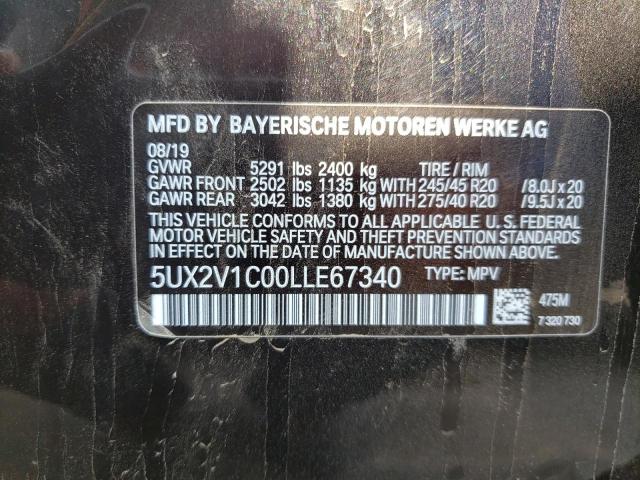 MFD BY BAYERISCHE MOTOREN WERKE AG
08/19
GVWR 5291 lbs 2400 kg TIRE / RIM
GAWR FRONT 2502 lbs 1135 kg WITH 245/45 R20 /8.0J x 20
GAWR REAR 3042 lbs 1380 kg WITH 275/40 R20 /9.5J x 20
THIS VEHICLE CONFORMS TO ALL APPLICABLE U. S. FEDERAL
MOTOR VEHICLE SAFETY AND THEFT PREVENTION STANDARDS
IN EFFECT ON THE DATE OF MANUFACTURE SHOWN ABOVE.
5UX2V1C00LLE67340 TYPE: MPV
475M
7 320 730